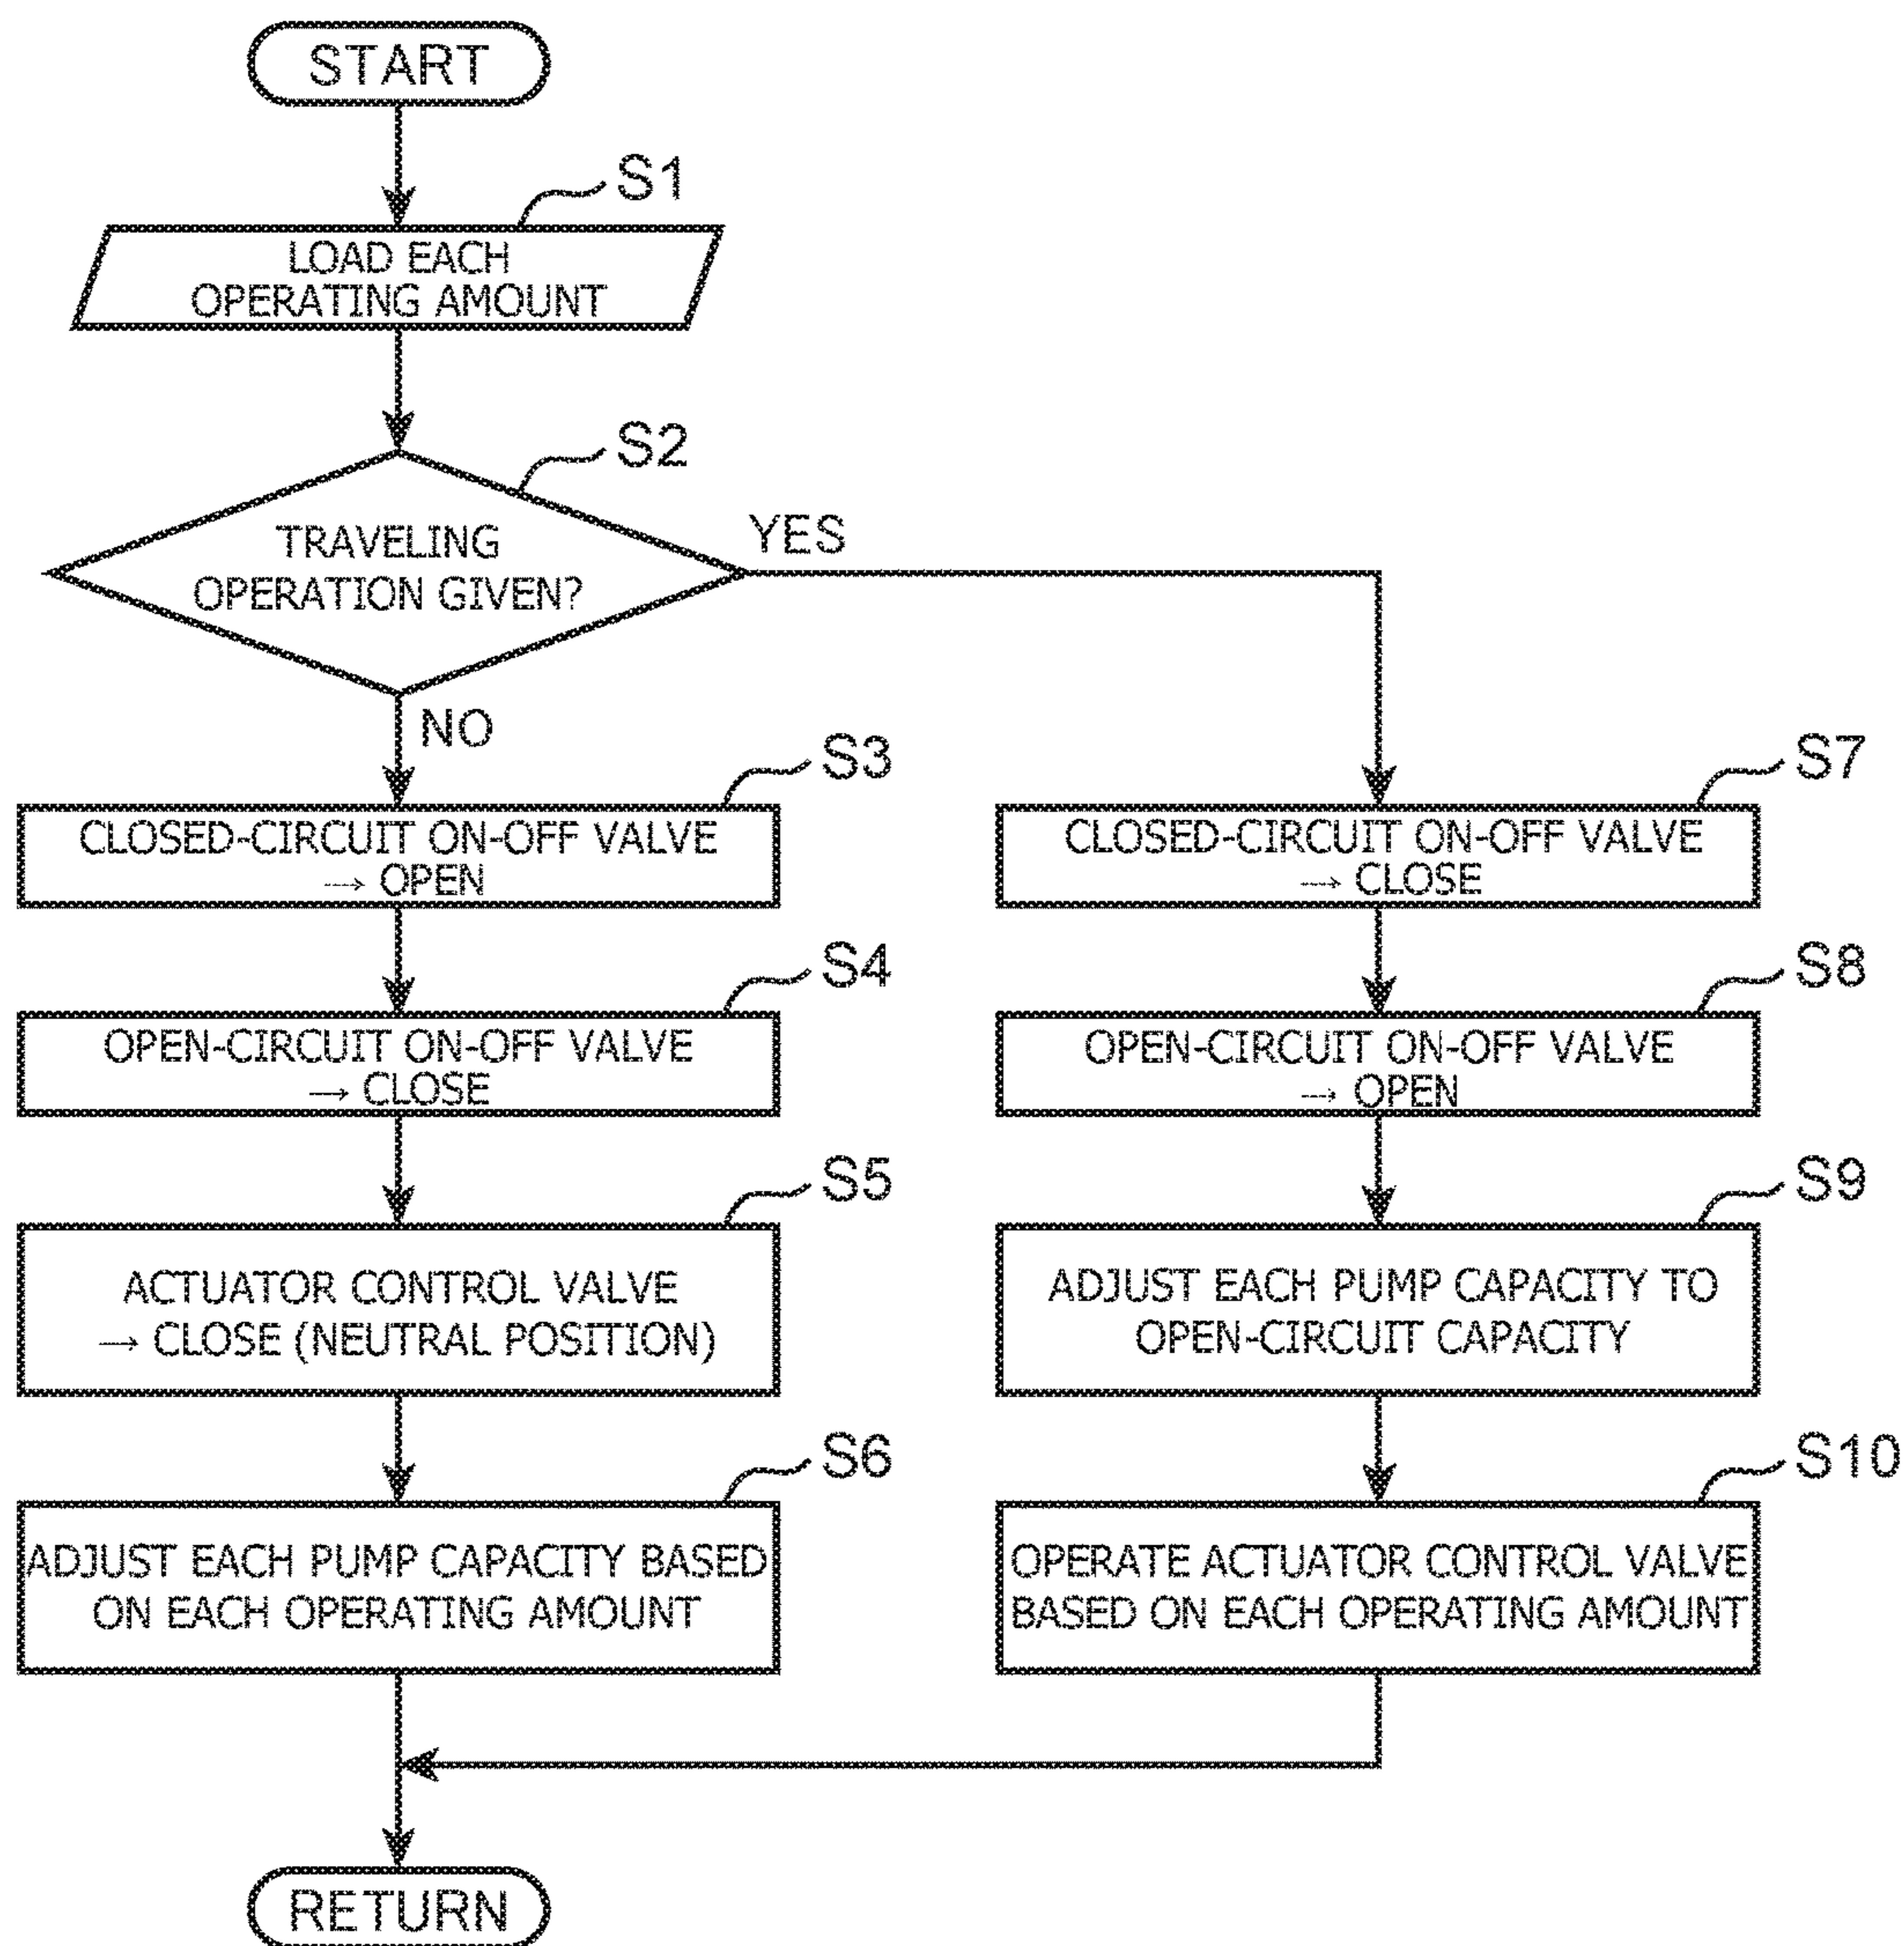 START
S1
LOAD EACH
OPERATING AMOUNT
S2
TRAVELING
OPERATION GIVEN?
YES
NO
S3
CLOSED-CIRCUIT ON-OFF VALVE
→ OPEN
S4
OPEN-CIRCUIT ON-OFF VALVE
→ CLOSE
S5
ACTUATOR CONTROL VALVE
→ CLOSE (NEUTRAL POSITION)
S6
ADJUST EACH PUMP CAPACITY BASED
ON EACH OPERATING AMOUNT
S7
CLOSED-CIRCUIT ON-OFF VALVE
→ CLOSE
S8
OPEN-CIRCUIT ON-OFF VALVE
→ OPEN
S9
ADJUST EACH PUMP CAPACITY TO
OPEN-CIRCUIT CAPACITY
S10
OPERATE ACTUATOR CONTROL VALVE
BASED ON EACH OPERATING AMOUNT
RETURN